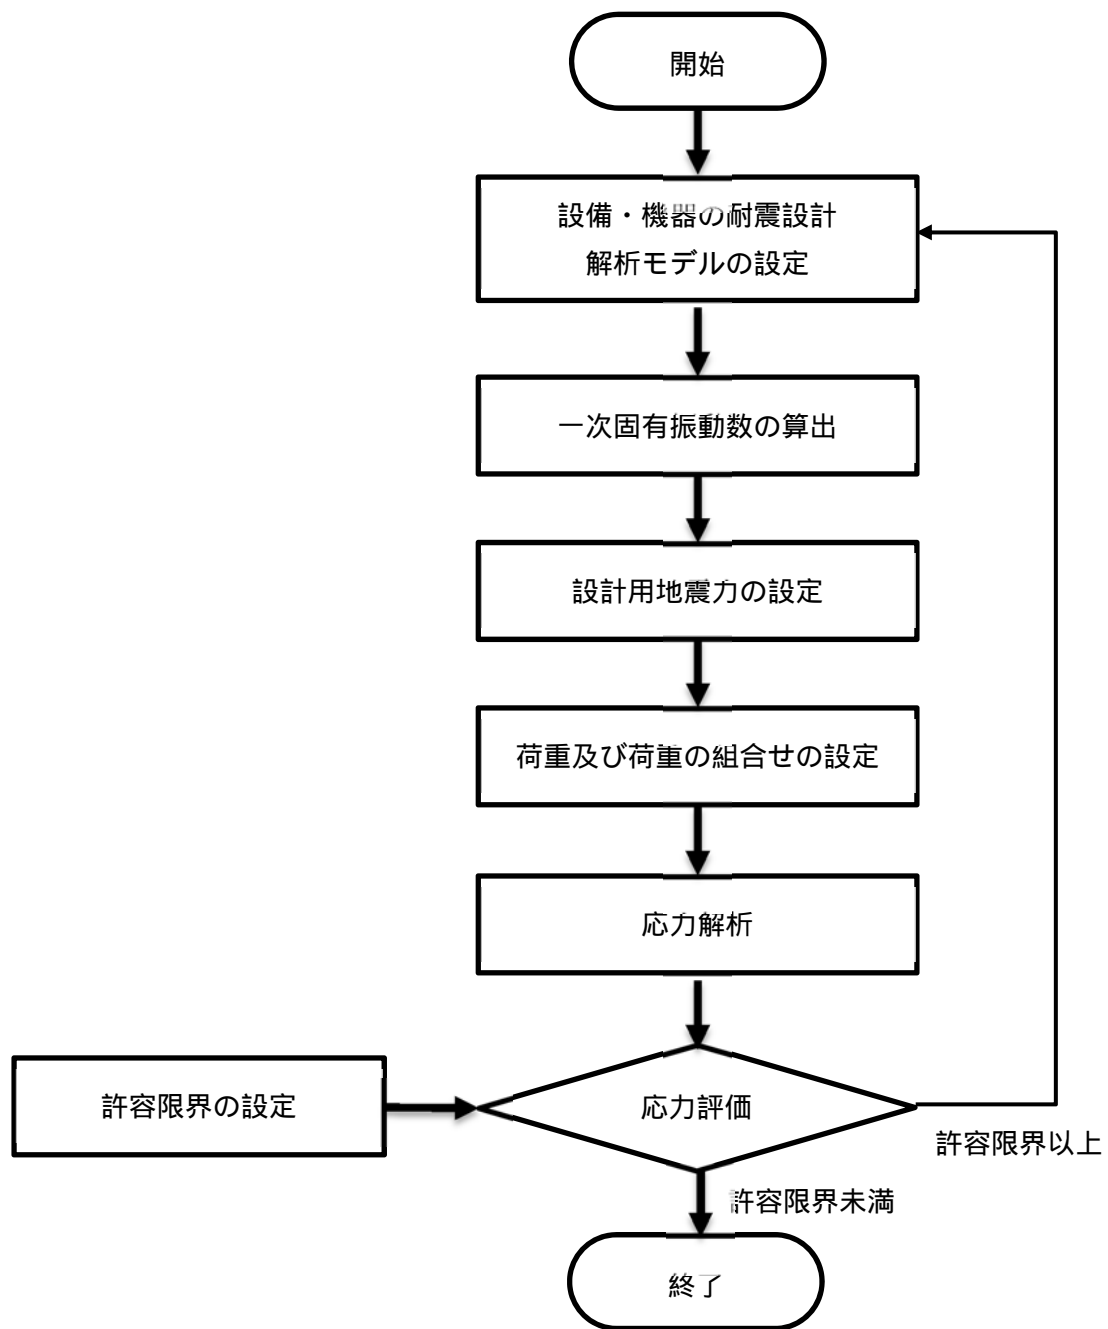 開始
設備・機器の耐震設計
解析モデルの設定
一次固有振動数の算出
設計用地震力の設定
荷重及び荷重の組合せの設定
応力解析
許容限界の設定
応力評価
許容限界以上
許容限界未満
終了